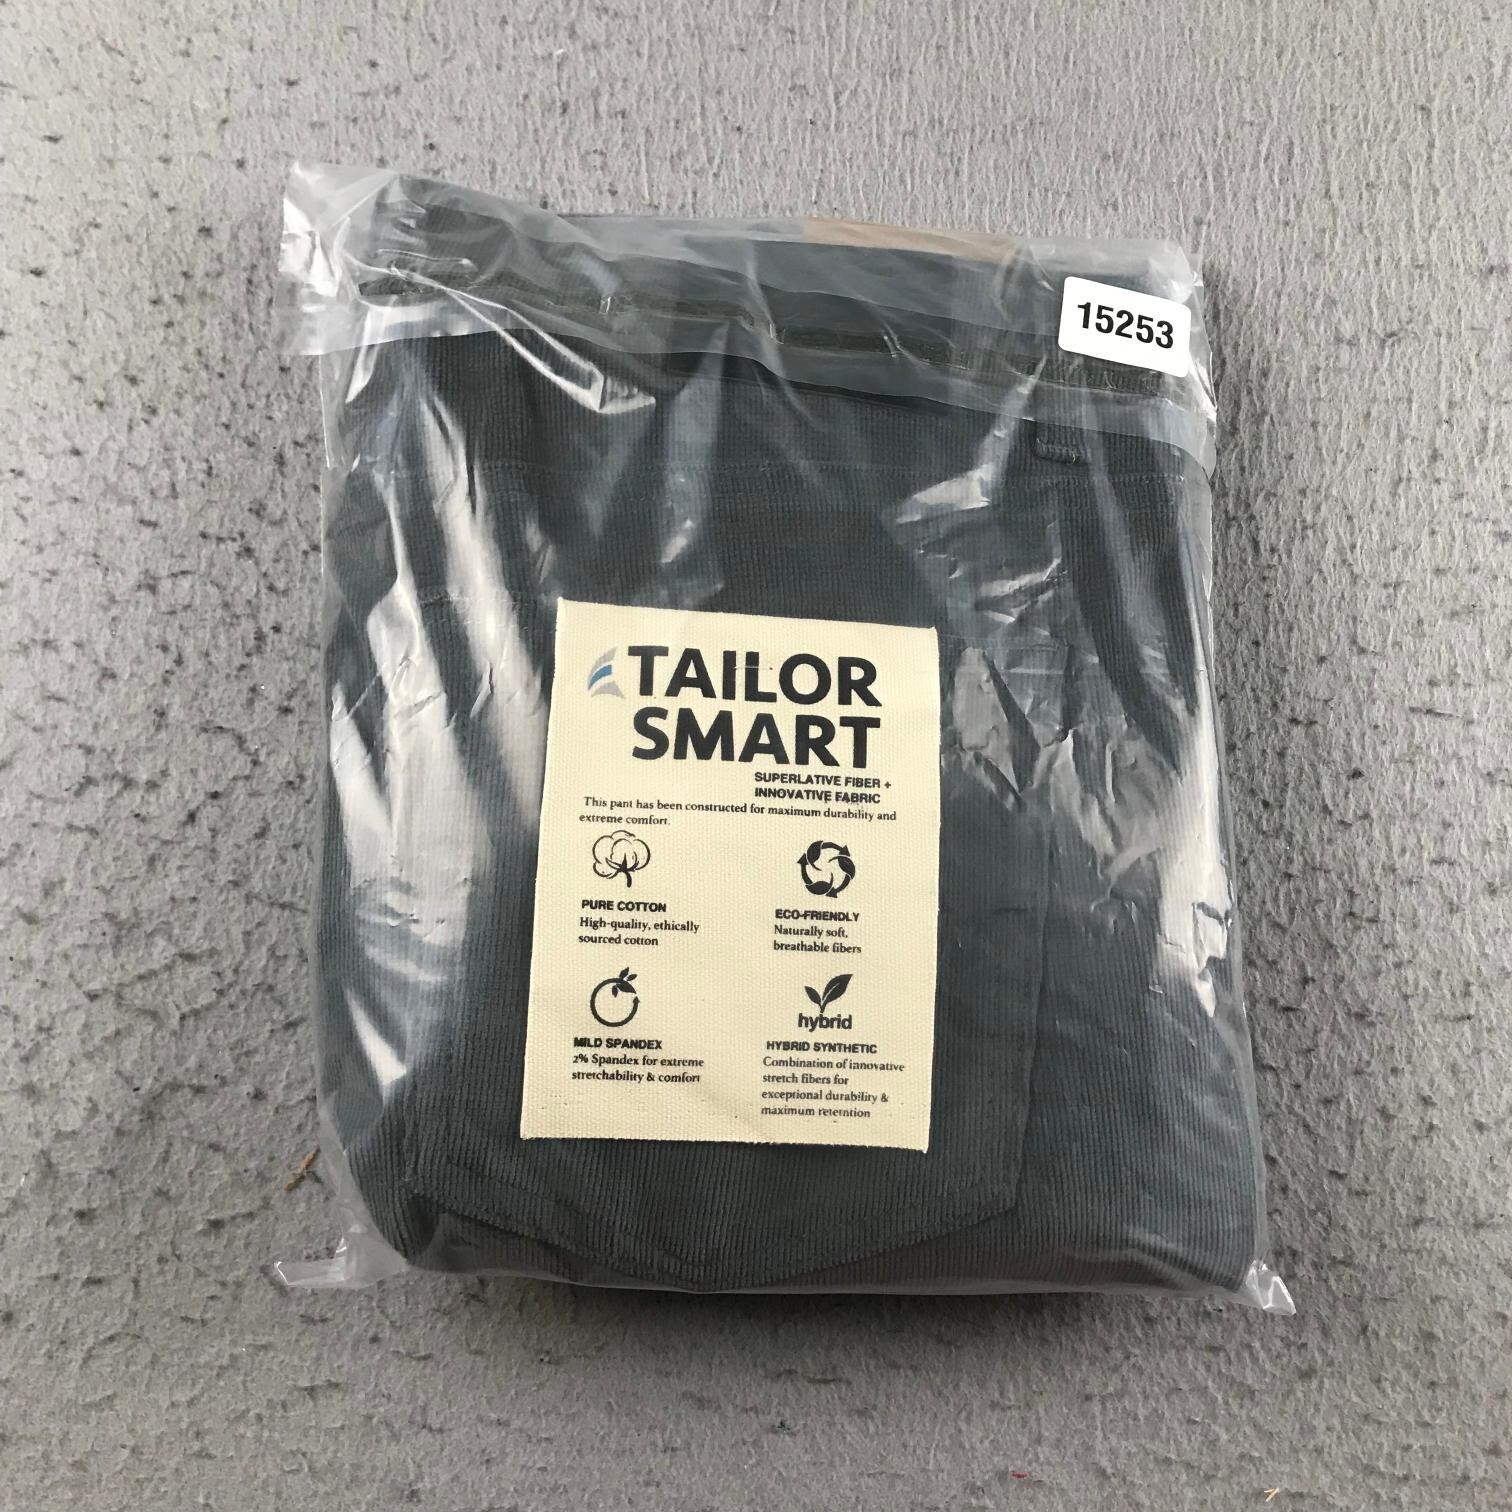 15253
TAILOR
SMART
SUPERLATIVE FIBER +
INNOVATIVE FABRIC
This pant has been constructed for maximum durability and
extreme comfort.
PURE COTTON
High-quality, ethically
sourced cotton
ECO-FRIENDLY
Naturally soft,
breathable fibers
MILD SPANDEX
2% Spandex for extreme
stretchability & comfort
hybrid
HYBRID SYNTHETIC
Combination of innovative
stretch fibers for
exceptional durability &
maximum retention